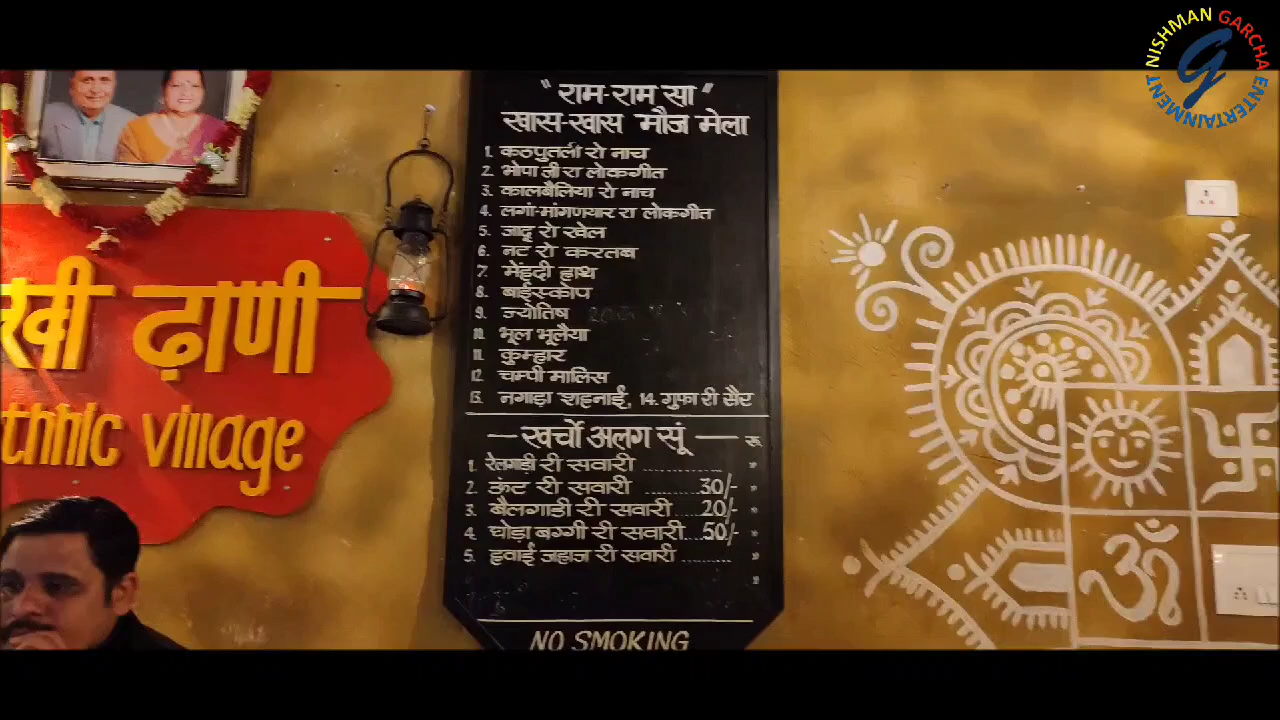 NISHMAN GARCHA ENTERTAINMENT
"राम-राम सा"
खास-खास मौज मेला
1. कठपुतली रो नाच
2. भोपा जी रा लोकगीत
3. कालबैलिया रो नाच
4. लगां-मांगणयार रा लोकगीत
5. जादू रो खेल
6. नट रो करतब
7. मेंहदी हाथ
8. बाईस्कोप
9. ज्योतिष
10. भूल भूलैया
11. कुम्हार
12. चम्पी मालिस
13. नगाड़ा शहनाई, 14. गुफा री सैर
खर्चो अलग सूं रू.
1. रेलगाड़ी री सवारी .............. "
2. ऊंट री सवारी ..........30/- "
3. बैलगाडी री सवारी....20/- "
4. घोड़ा बग्गी री सवारी...50/- "
5. हवाई जहाज री सवारी .......... "
"
NO SMOKING
खी ढ़ाणी
thhic village
ॐ